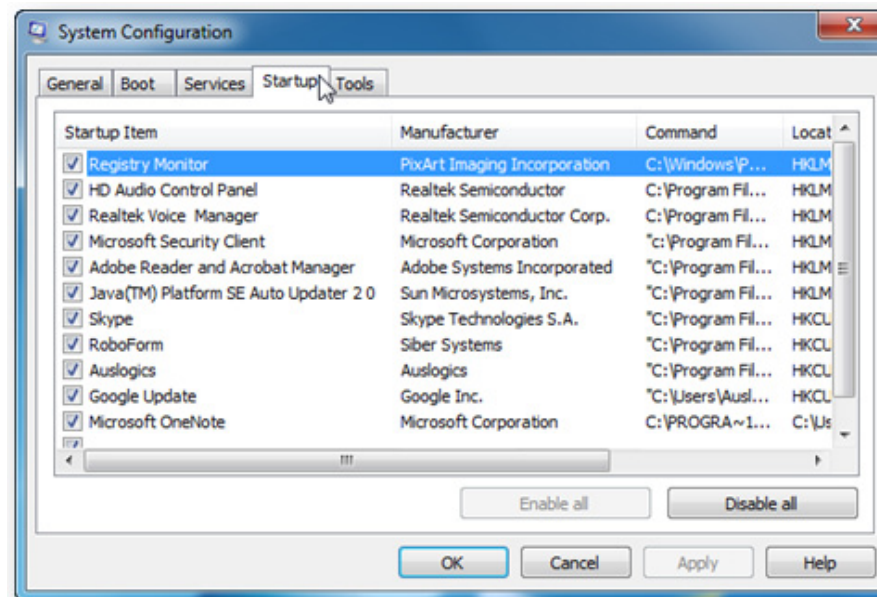 System Configuration
General Boot Services Startup Tools
Startup Item Manufacturer Command Locat
Registry Monitor PixArt Imaging Incorporation C:\Windows\P... HKLM
HD Audio Control Panel Realtek Semiconductor C:\Program Fil... HKLM
Realtek Voice Manager Realtek Semiconductor Corp. C:\Program Fil... HKLM
Microsoft Security Client Microsoft Corporation "c:\Program Fil... HKLM
Adobe Reader and Acrobat Manager Adobe Systems Incorporated "C:\Program Fil... HKLM
Java(TM) Platform SE Auto Updater 2 0 Sun Microsystems, Inc. "C:\Program Fil... HKLM
Skype Skype Technologies S.A. "C:\Program Fil... HKCU
RoboForm Siber Systems "C:\Program Fil... HKCU
Auslogics Auslogics "C:\Program Fil... HKCU
Google Update Google Inc. "C:\Users\Ausl... HKCU
Microsoft OneNote Microsoft Corporation C:\PROGRA~1... C:\Us
Enable all Disable all
OK Cancel Apply Help